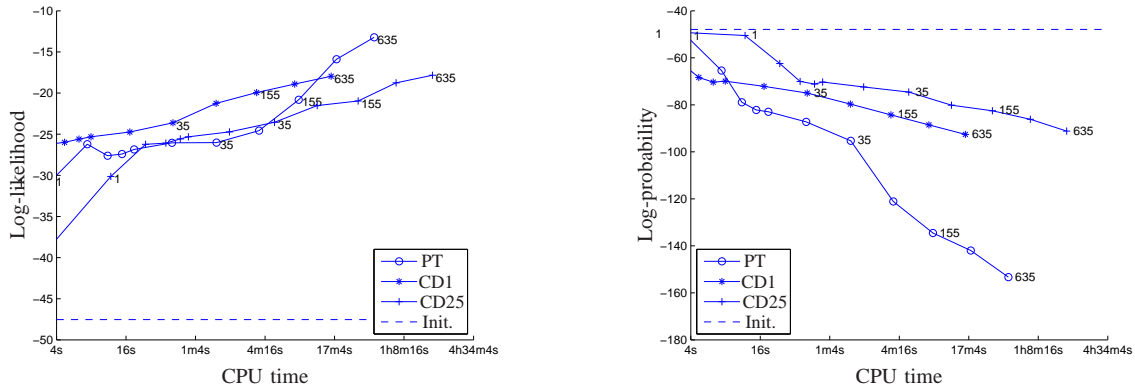 −10
−15
−20
−25
−30
−35
−40
−45
−50
Log-likelihood
4s
16s
1m4s
4m16s
17m4s
1h8m16s
4h34m4s
CPU time
635
635
635
155
155
155
35
35
35
1
1
PT
CD1
CD25
Init.
−40
−60
−80
−100
−120
−140
−160
−180
Log-probability
4s
16s
1m4s
4m16s
17m4s
1h8m16s
4h34m4s
CPU time
1
1
1
35
35
35
155
155
155
635
635
635
PT
CD1
CD25
Init.